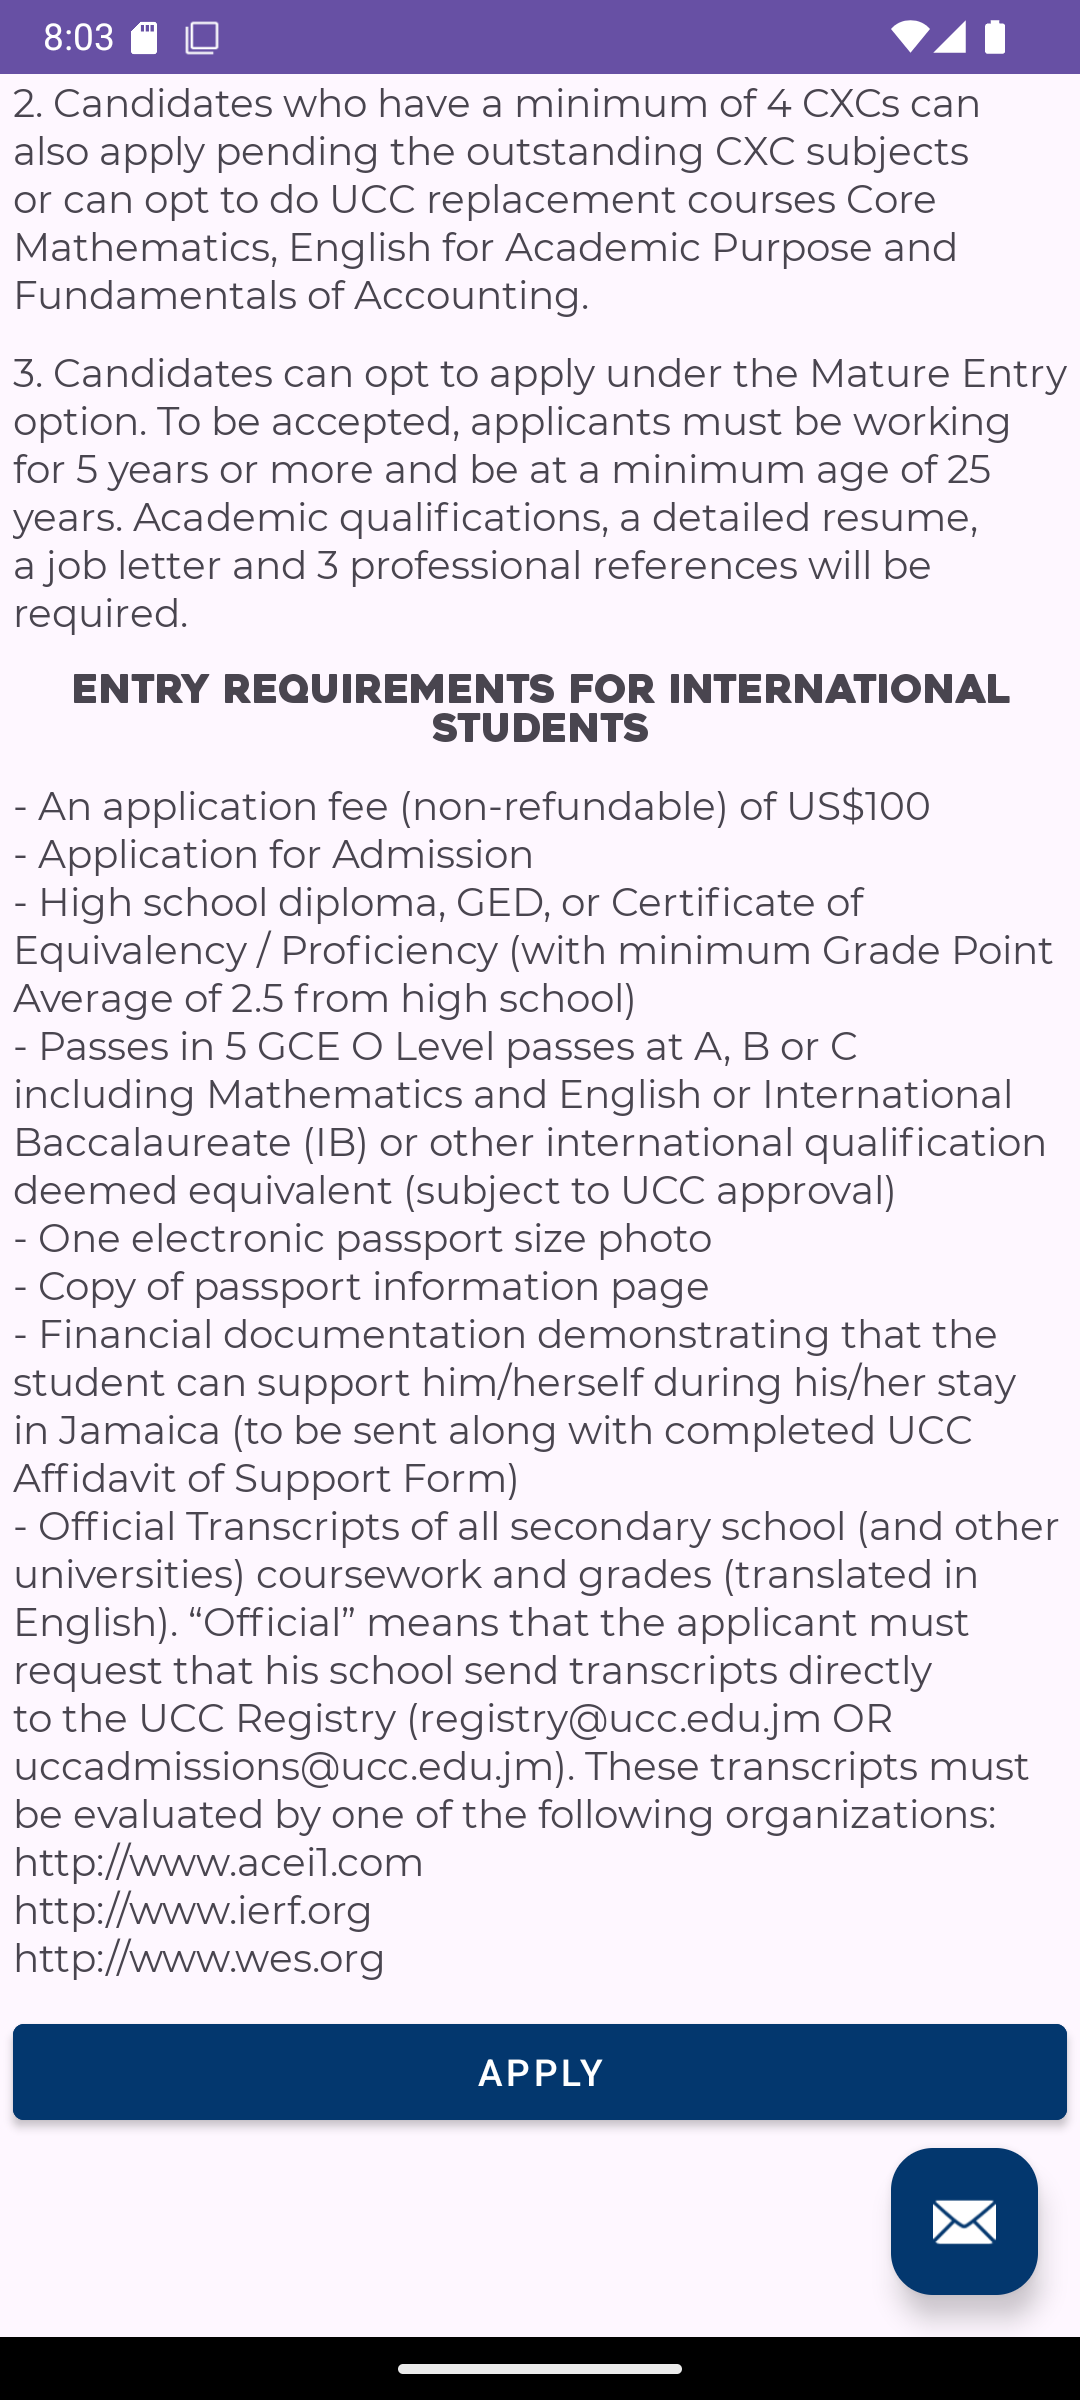 8:03
2. Candidates who have a minimum of 4 CXCs can
also apply pending the outstanding CXC subjects
or can opt to do UCC replacement courses Core
Mathematics, English for Academic Purpose and
Fundamentals of Accounting.
3. Candidates can opt to apply under the Mature Entry
option. To be accepted, applicants must be working
for 5 years or more and be at a minimum age of 25
years. Academic qualifications, a detailed resume,
a job letter and 3 professional references will be
required.
ENTRY REQUIREMENTS FOR INTERNATIONAL
STUDENTS
- An application fee (non-refundable) of US$100
- Application for Admission
- High school diploma, GED, or Certificate of
Equivalency / Proficiency (with minimum Grade Point
Average of 2.5 from high school)
- Passes in 5 GCE O Level passes at A, B or C
including Mathematics and English or International
Baccalaureate (IB) or other international qualification
deemed equivalent (subject to UCC approval)
- One electronic passport size photo
- Copy of passport information page
- Financial documentation demonstrating that the
student can support him/herself during his/her stay
in Jamaica (to be sent along with completed UCC
Affidavit of Support Form)
- Official Transcripts of all secondary school (and other
universities) coursework and grades (translated in
English). “Official” means that the applicant must
request that his school send transcripts directly
to the UCC Registry (registry@ucc.edu.jm OR
uccadmissions@ucc.edu.jm). These transcripts must
be evaluated by one of the following organizations:
http://www.acei1.com
http://www.ierf.org
http://www.wes.org
APPLY